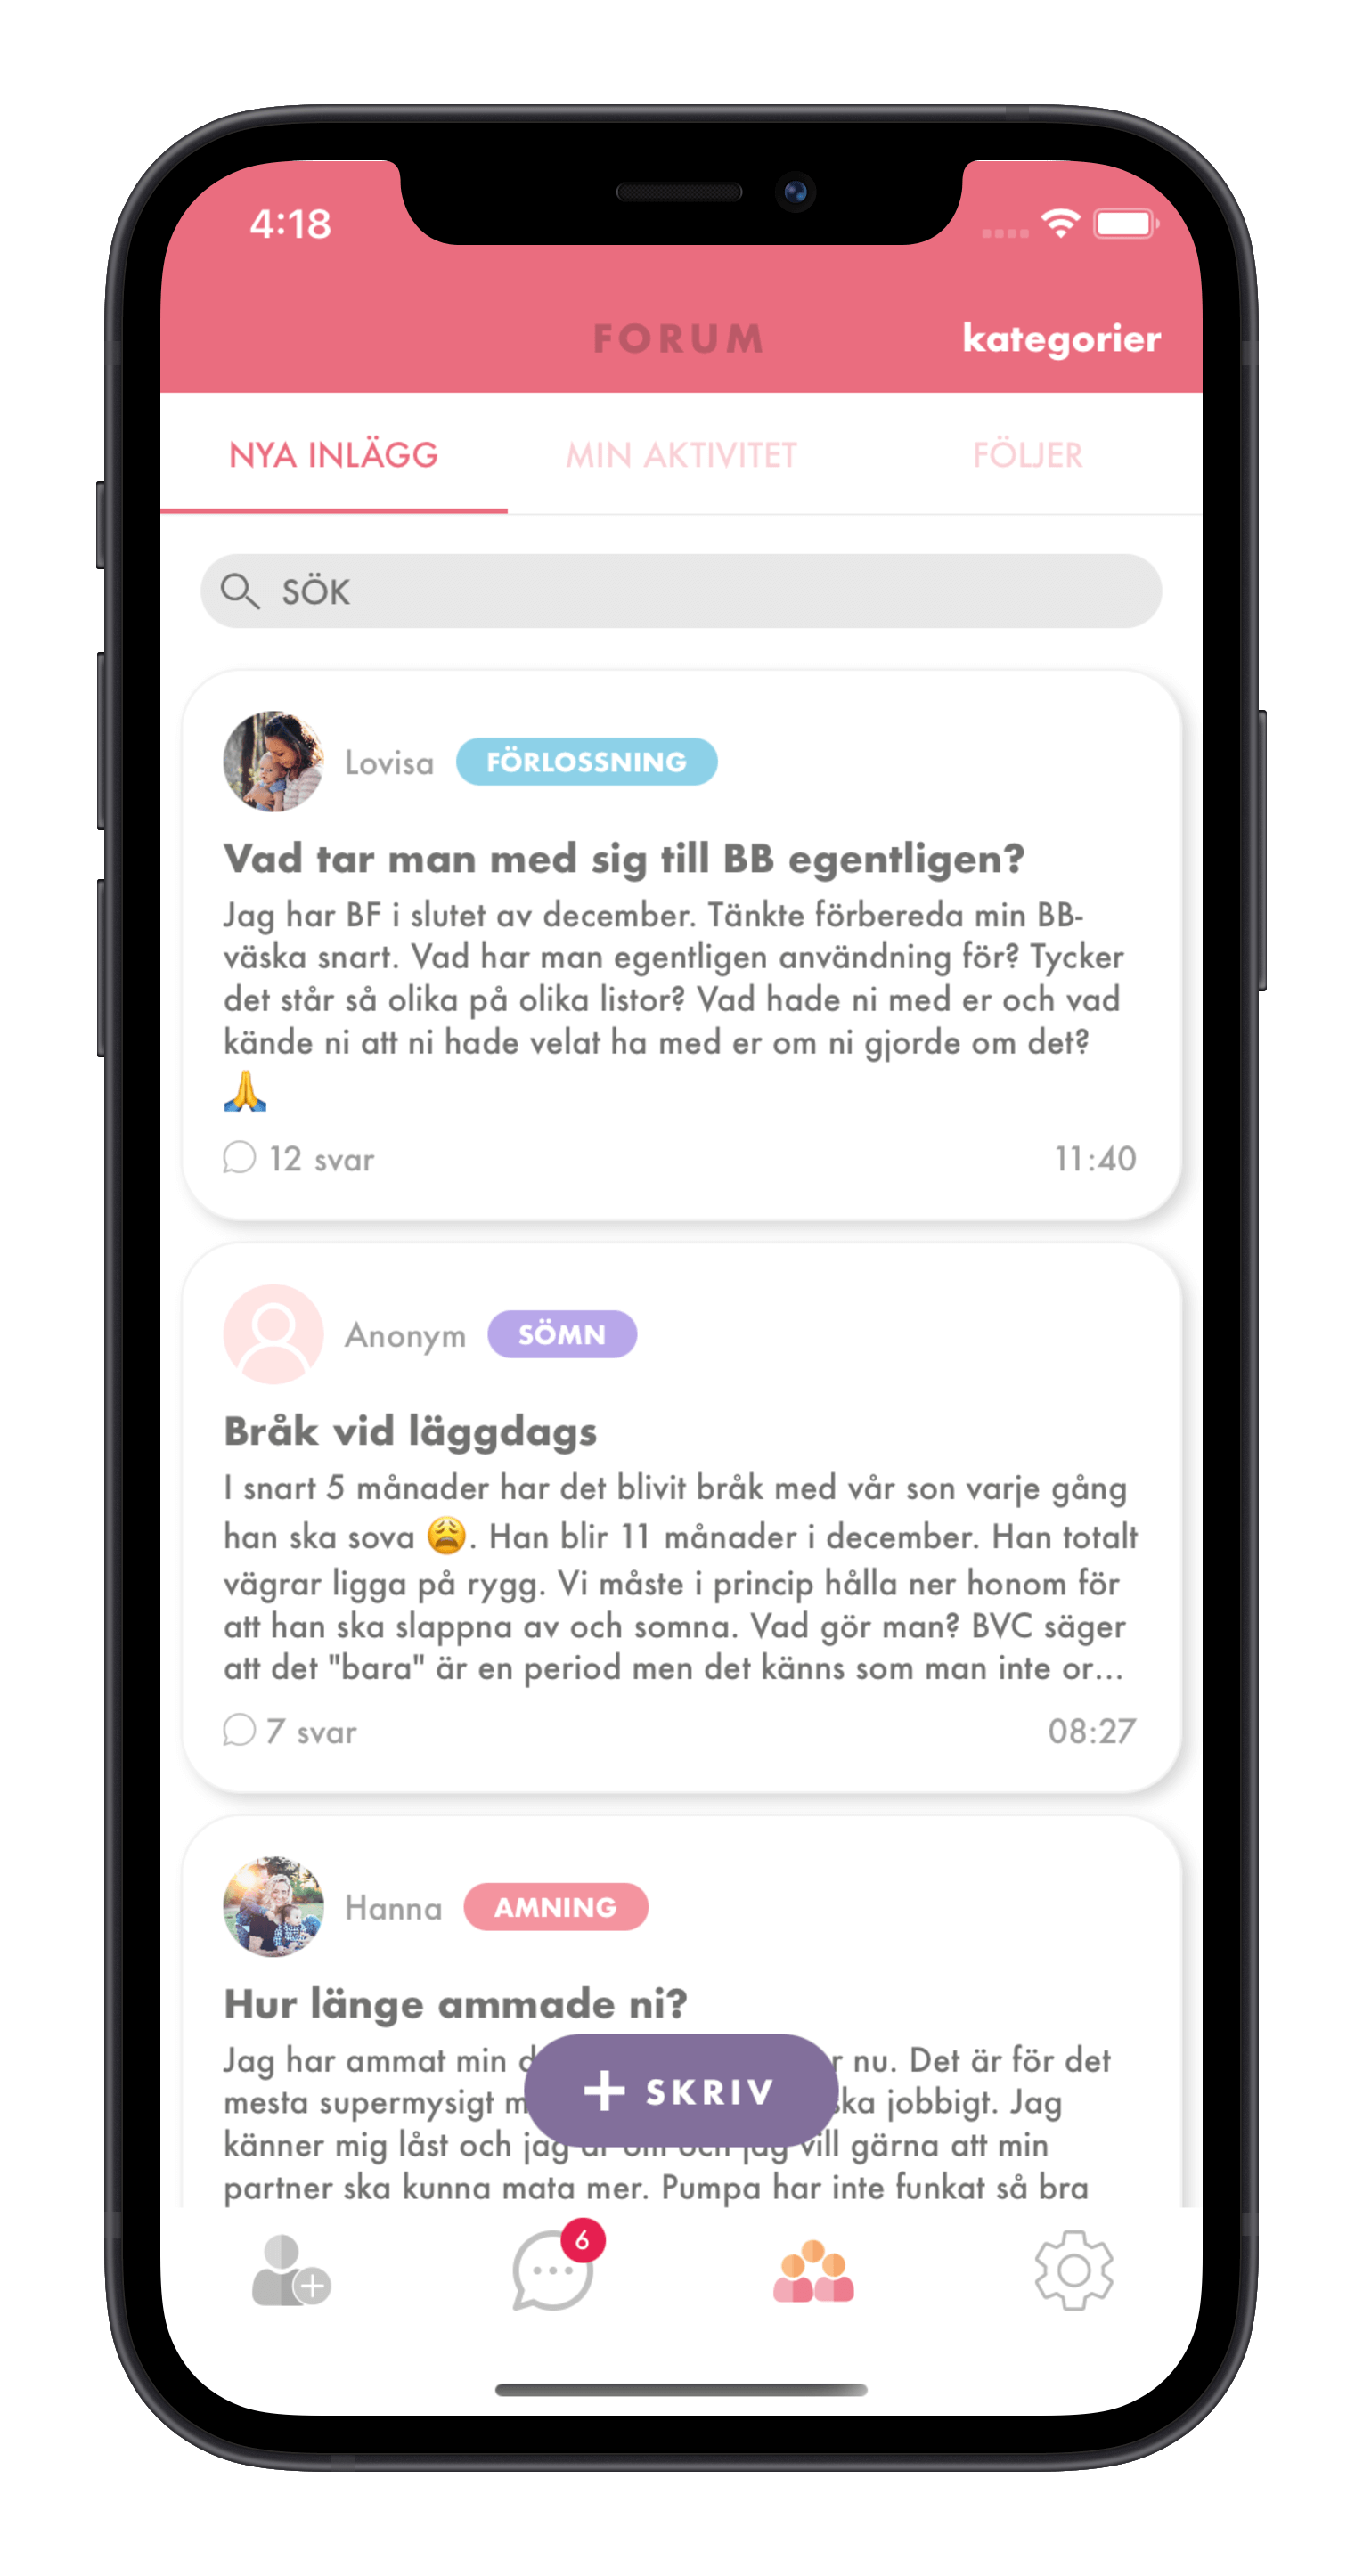 4:18
FORUM
kategorier
NYA INLÄGG
MIN AKTIVITET
FÖLJER
SÖK
Lovisa
FÖRLOSSNING
Vad tar man med sig till BB egentligen?
Jag har BF i slutet av december. Tänkte förbereda min BB-
väska snart. Vad har man egentligen användning för? Tycker
det står så olika på olika listor? Vad hade ni med er och vad
kände ni att ni hade velat ha med er om ni gjorde om det?
🙏
12 svar
11:40
Anonym
SÖMN
Bråk vid läggdags
I snart 5 månader har det blivit bråk med vår son varje gång
han ska sova 😩. Han blir 11 månader i december. Han totalt
vägrar ligga på rygg. Vi måste i princip hålla ner honom för
att han ska slappna av och somna. Vad gör man? BVC säger
att det "bara" är en period men det känns som man inte or...
7 svar
08:27
Hanna
AMNING
Hur länge ammade ni?
Jag har ammat min nu. Det är för det
mesta supermysigt jobbigt. Jag
känner mig låst och jag vill gärna att min
partner ska kunna mata mer. Pumpa har inte funkat så bra
+ SKRIV
6